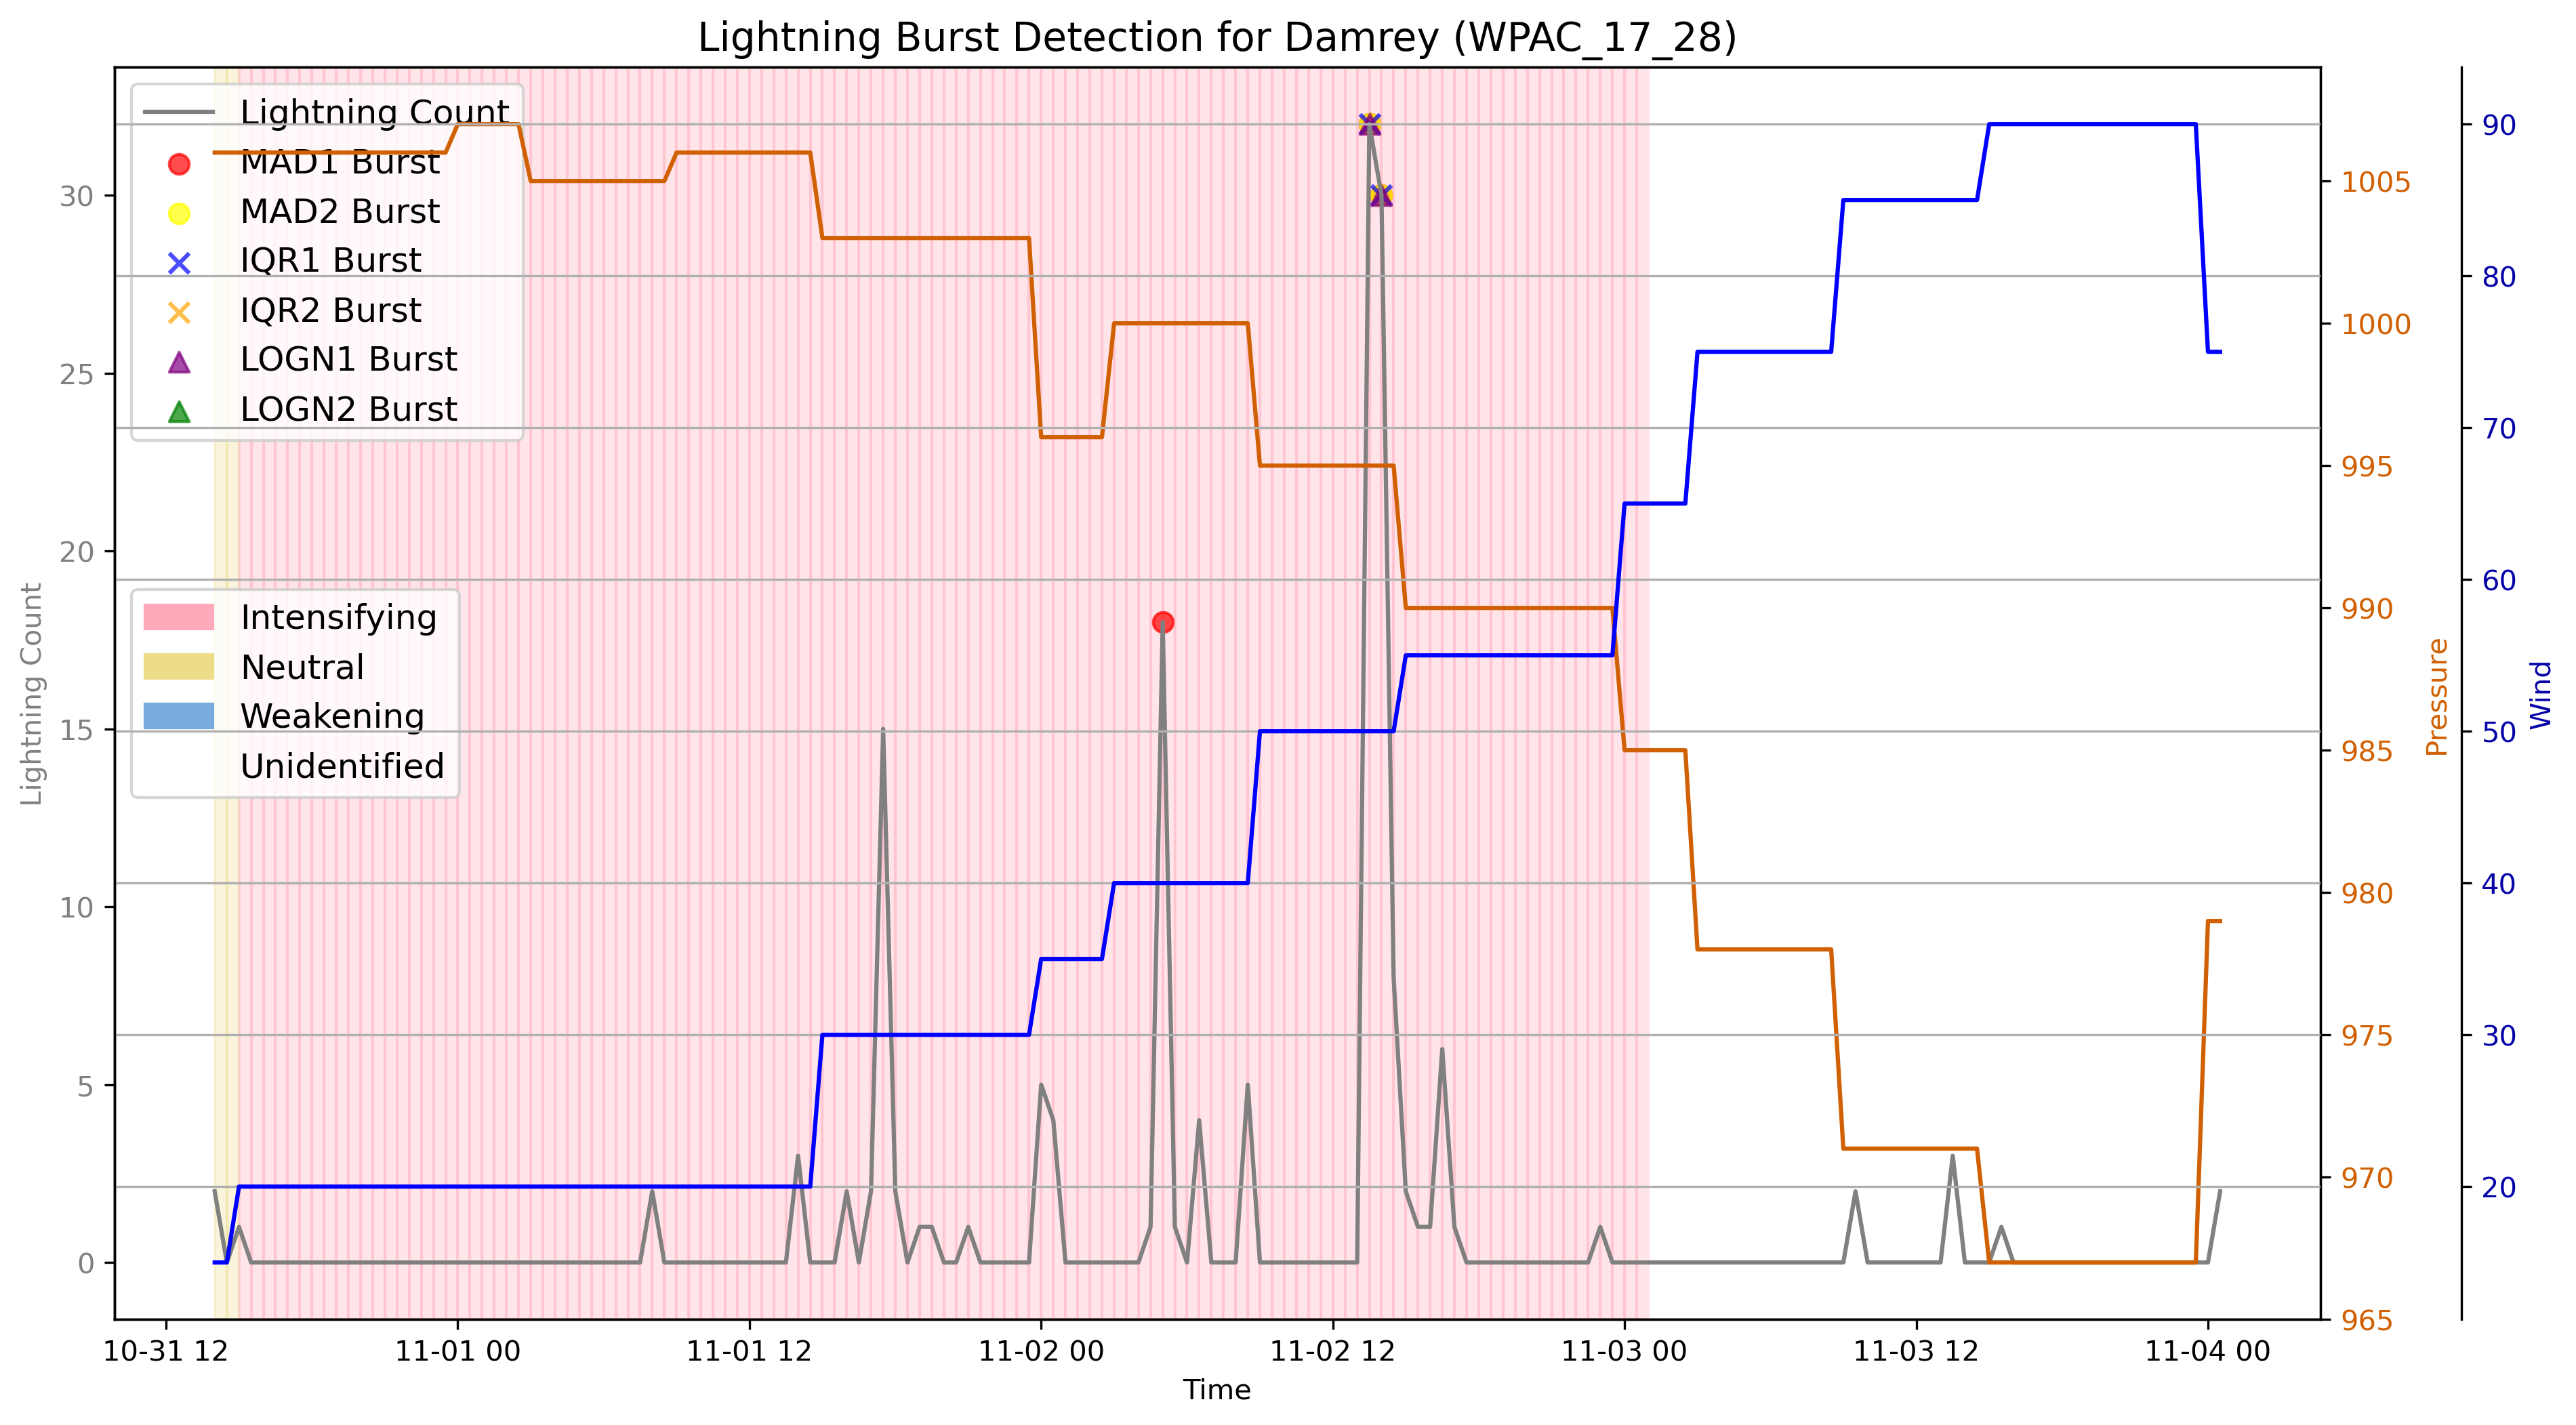 Lightning Burst Detection for Damrey (WPAC_17_28)
Lightning Count
MAD1 Burst
MAD2 Burst
IQR1 Burst
IQR2 Burst
LOGN1 Burst
LOGN2 Burst
Intensifying
Neutral
Weakening
Unidentified
Lightning Count
30
25
20
15
10
5
0
1005
1000
995
990
985
980
975
970
965
Pressure
90
80
70
60
50
40
30
20
Wind
10-31 12
11-01 00
11-01 12
11-02 00
11-02 12
11-03 00
11-03 12
11-04 00
Time